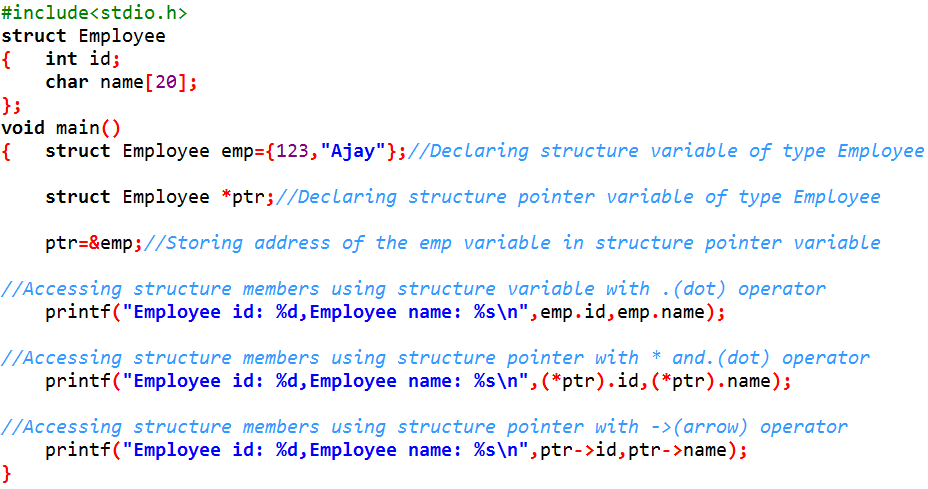 #include<stdio.h>
struct Employee
{   int id;
    char name[20];
};
void main()
{   struct Employee emp={123,"Ajay"};//Declaring structure variable of type Employee
    struct Employee *ptr;//Declaring structure pointer variable of type Employee
    ptr=&emp;//Storing address of the emp variable in structure pointer variable
//Accessing structure members using structure variable with .(dot) operator
    printf("Employee id: %d,Employee name: %s\n",emp.id,emp.name);
//Accessing structure members using structure pointer with * and.(dot) operator
    printf("Employee id: %d,Employee name: %s\n",(*ptr).id,(*ptr).name);
//Accessing structure members using structure pointer with ->(arrow) operator
    printf("Employee id: %d,Employee name: %s\n",ptr->id,ptr->name);
}